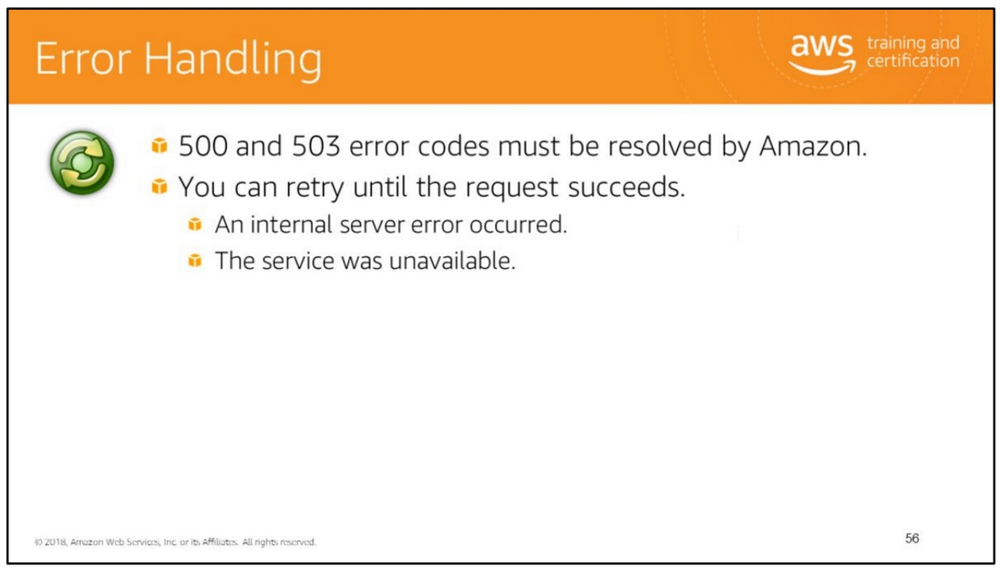 Error Handling
aws training and
certification
500 and 503 error codes must be resolved by Amazon.
You can retry until the request succeeds.
An internal server error occurred.
The service was unavailable.
© 2018, Amazon Web Services, Inc. or its Affiliates. All rights reserved.
56